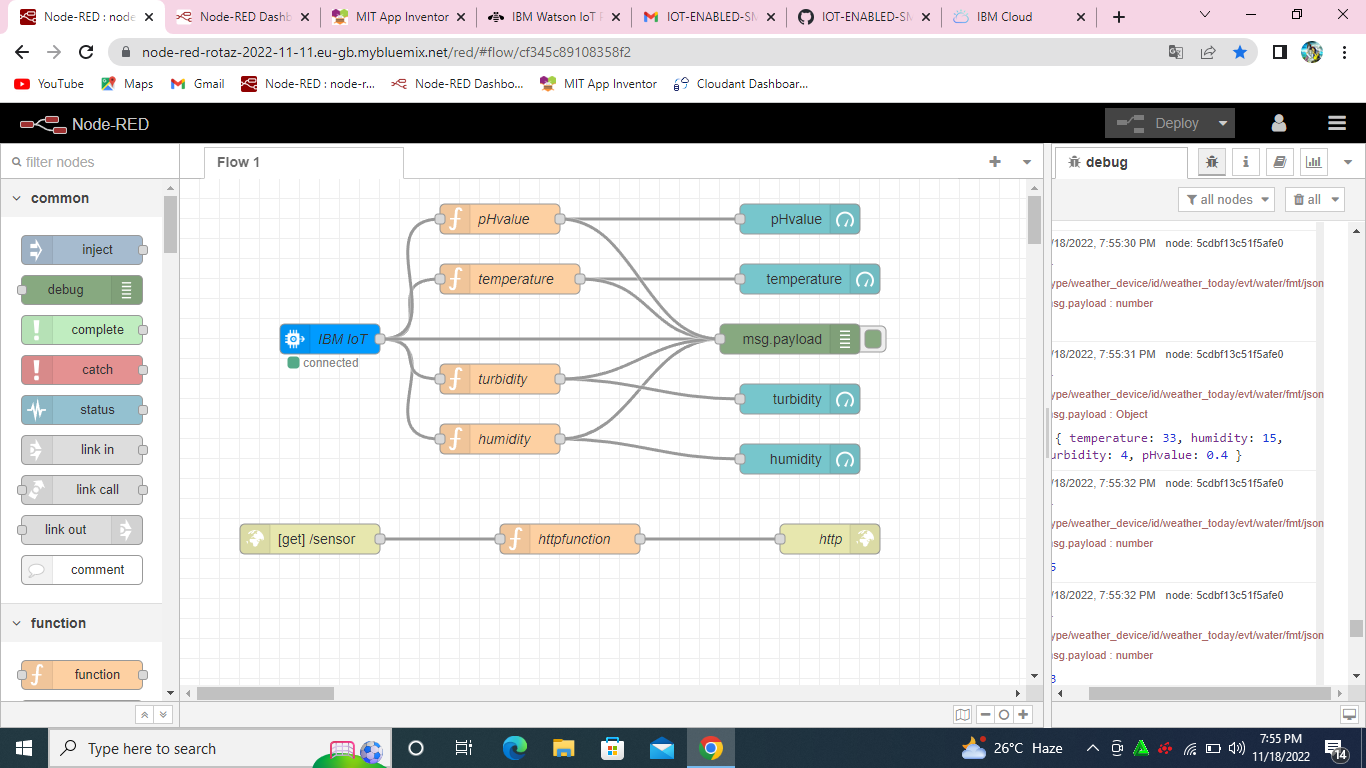 Node-RED : node
Node-RED Dashb
MIT App Inventor
IBM Watson IoT P
IOT-ENABLED-SM
IOT-ENABLED-SM
IBM Cloud
node-red-rotaz-2022-11-11.eu-gb.mybluemix.net/red/#flow/cf345c89108358f2
YouTube
Maps
Gmail
Node-RED : node-r...
Node-RED Dashbo...
MIT App Inventor
Cloudant Dashboar...
Node-RED
Deploy
filter nodes
Flow 1
debug
all nodes
all
common
inject
debug
complete
catch
status
link in
link call
link out
comment
function
function
pHvalue
pHvalue
temperature
temperature
IBM IoT
connected
msg.payload
turbidity
turbidity
humidity
humidity
[get] /sensor
httpfunction
http
/18/2022, 7:55:30 PM node: 5cdbf13c51f5afe0
ype/weather_device/id/weather_today/evt/water/fmt/json
msg.payload : number
/18/2022, 7:55:31 PM node: 5cdbf13c51f5afe0
ype/weather_device/id/weather_today/evt/water/fmt/json
msg.payload : Object
{ temperature: 33, humidity: 15,
urbidity: 4, pHvalue: 0.4 }
/18/2022, 7:55:32 PM node: 5cdbf13c51f5afe0
ype/weather_device/id/weather_today/evt/water/fmt/json
msg.payload : number
5
/18/2022, 7:55:32 PM node: 5cdbf13c51f5afe0
ype/weather_device/id/weather_today/evt/water/fmt/json
msg.payload : number
3
Type here to search
26°C Haze
7:55 PM
11/18/2022
14